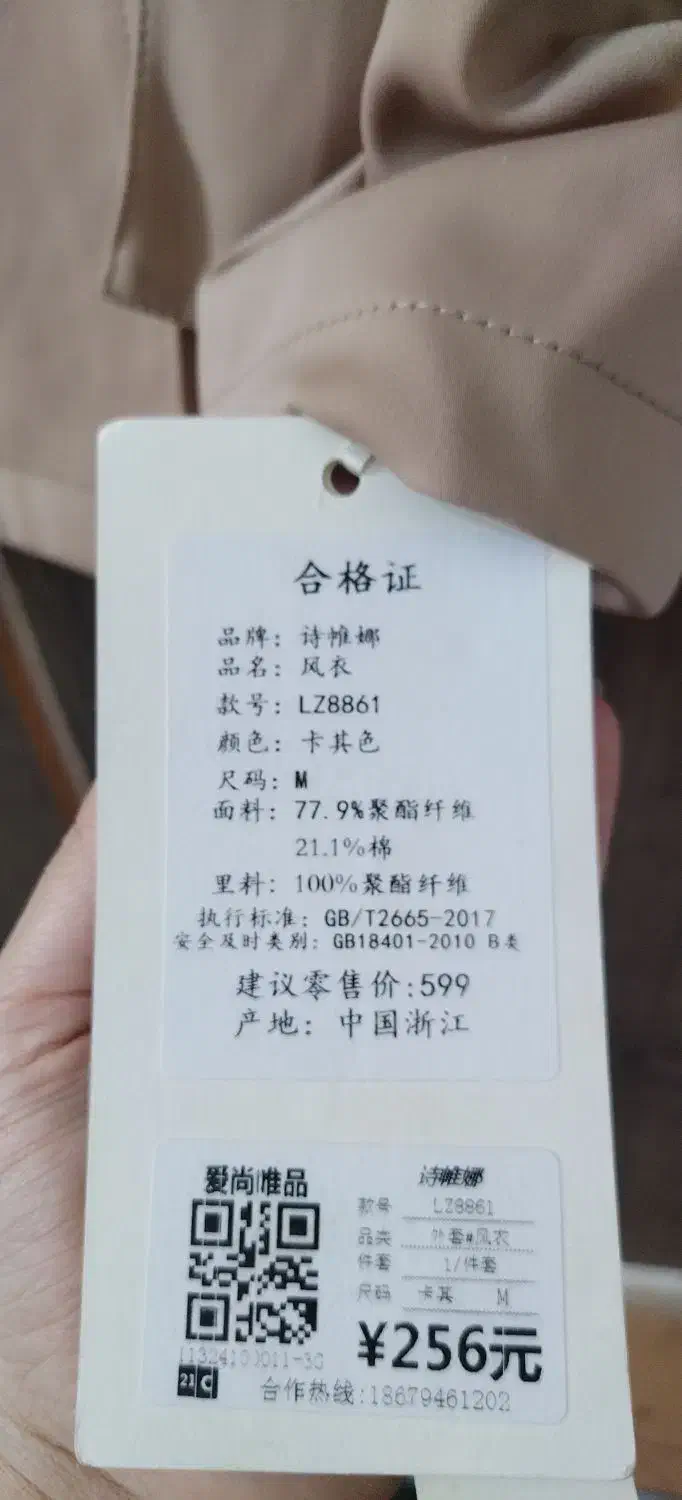 合格证
品牌：诗帷娜
品名：风衣
款号：LZ8861
颜色：卡其色
尺码：M
面料：77.9%聚酯纤维
21.1%棉
里料：100%聚酯纤维
执行标准：GB/T2665-2017
安全及时类别：GB18401-2010 B类
建议零售价:599
产地：中国浙江
爱尚唯品
诗帷娜
款号 LZ8861
品类 外套#风衣
件套 1/件套
尺码 卡其 M
¥256元
21 C
合作热线:18679461202